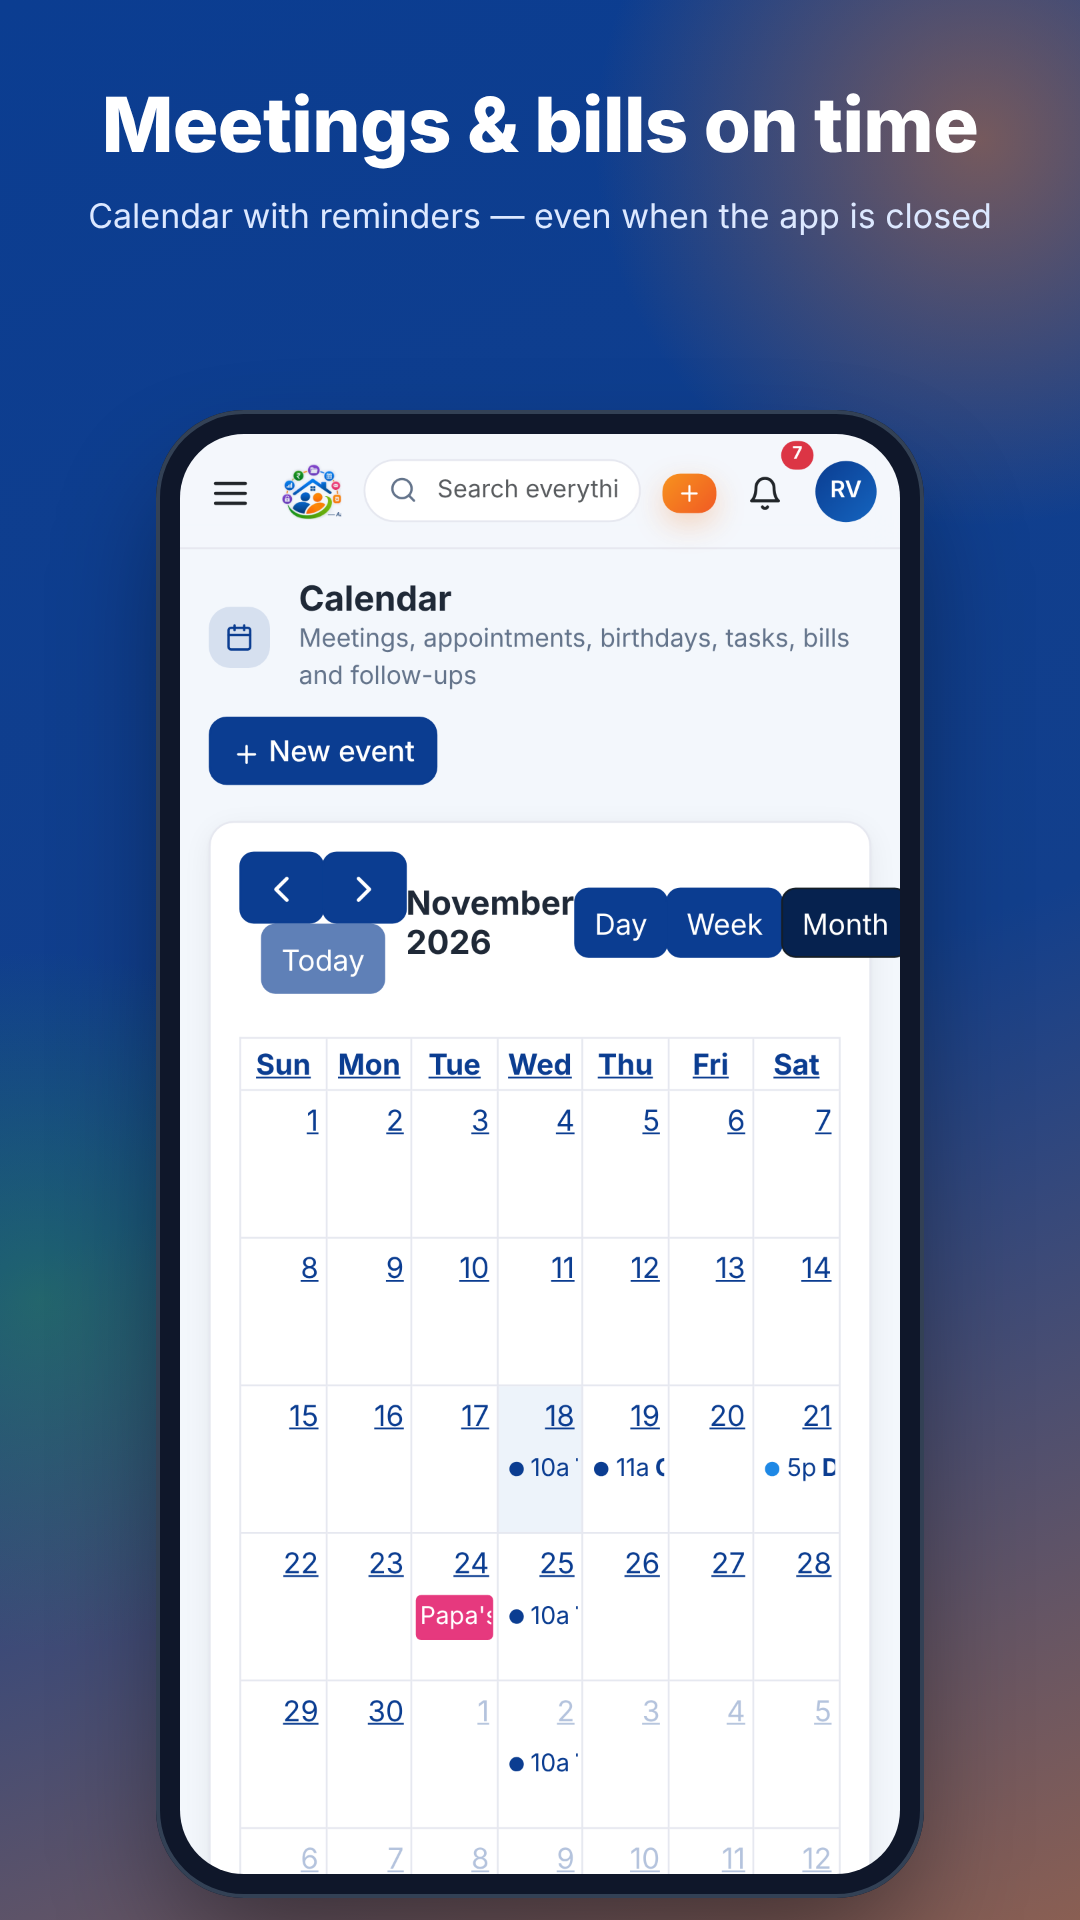 Meetings & bills on time
Calendar with reminders — even when the app is closed
Search everythi
+
7
RV
Calendar
Meetings, appointments, birthdays, tasks, bills
and follow-ups
+ New event
Today
November
2026
Day Week Month
Sun Mon Tue Wed Thu Fri Sat
1 2 3 4 5 6 7
8 9 10 11 12 13 14
15 16 17 18 19 20 21
10a 11a 5p D
22 23 24 25 26 27 28
Papa's 10a
29 30 1 2 3 4 5
10a
6 7 8 9 10 11 12